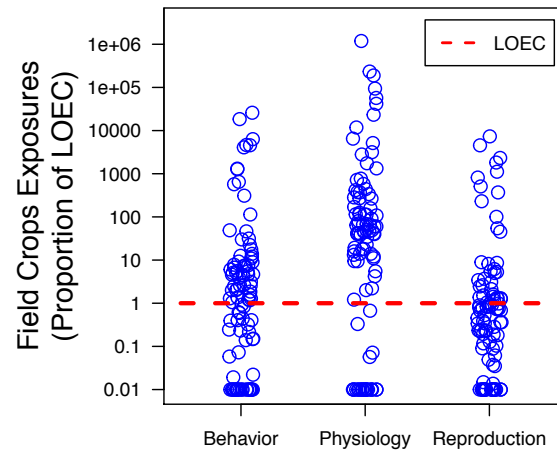 Field Crops Exposures
(Proportion of LOEC)
1e+06
1e+05
10000
1000
100
10
1
0.1
0.01
LOEC
Behavior Physiology Reproduction